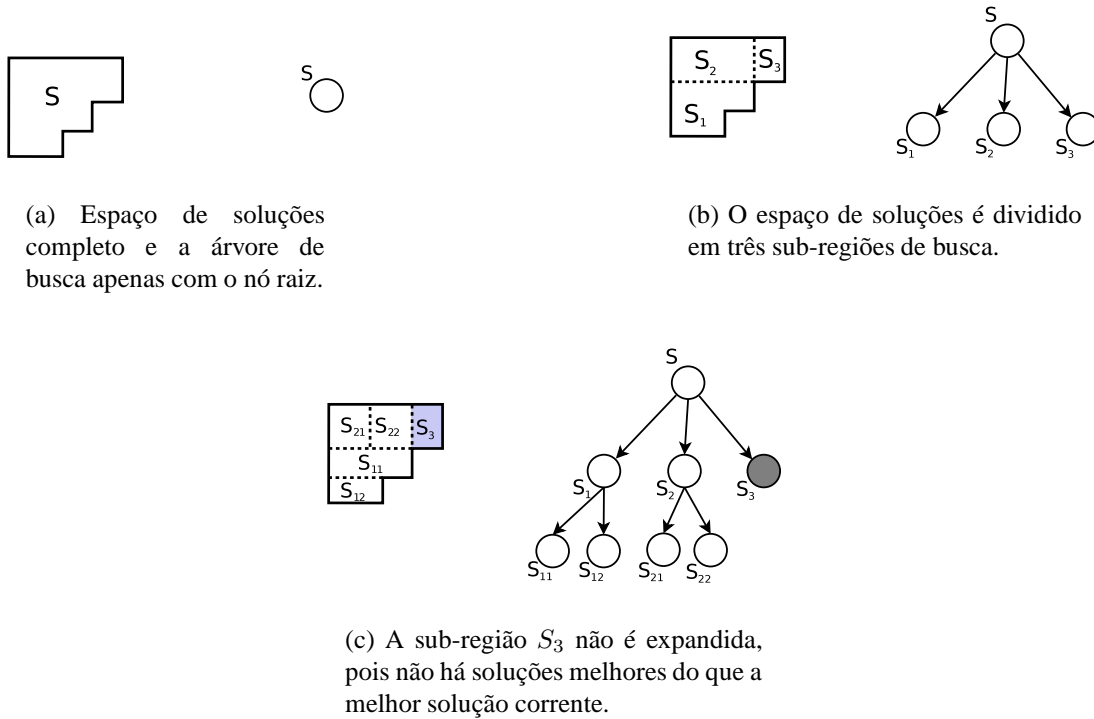 S
S
(a) Espaço de soluções
completo e a árvore de
busca apenas com o nó raiz.
S₂ S₃
S₁
S
S₁ S₂ S₃
(b) O espaço de soluções é dividido
em três sub-regiões de busca.
S₂₁ S₂₂ S₃
S₁₁
S₁₂
S
S₁ S₂ S₃
S₁₁ S₁₂ S₂₁ S₂₂
(c) A sub-região S₃ não é expandida,
pois não há soluções melhores do que a
melhor solução corrente.